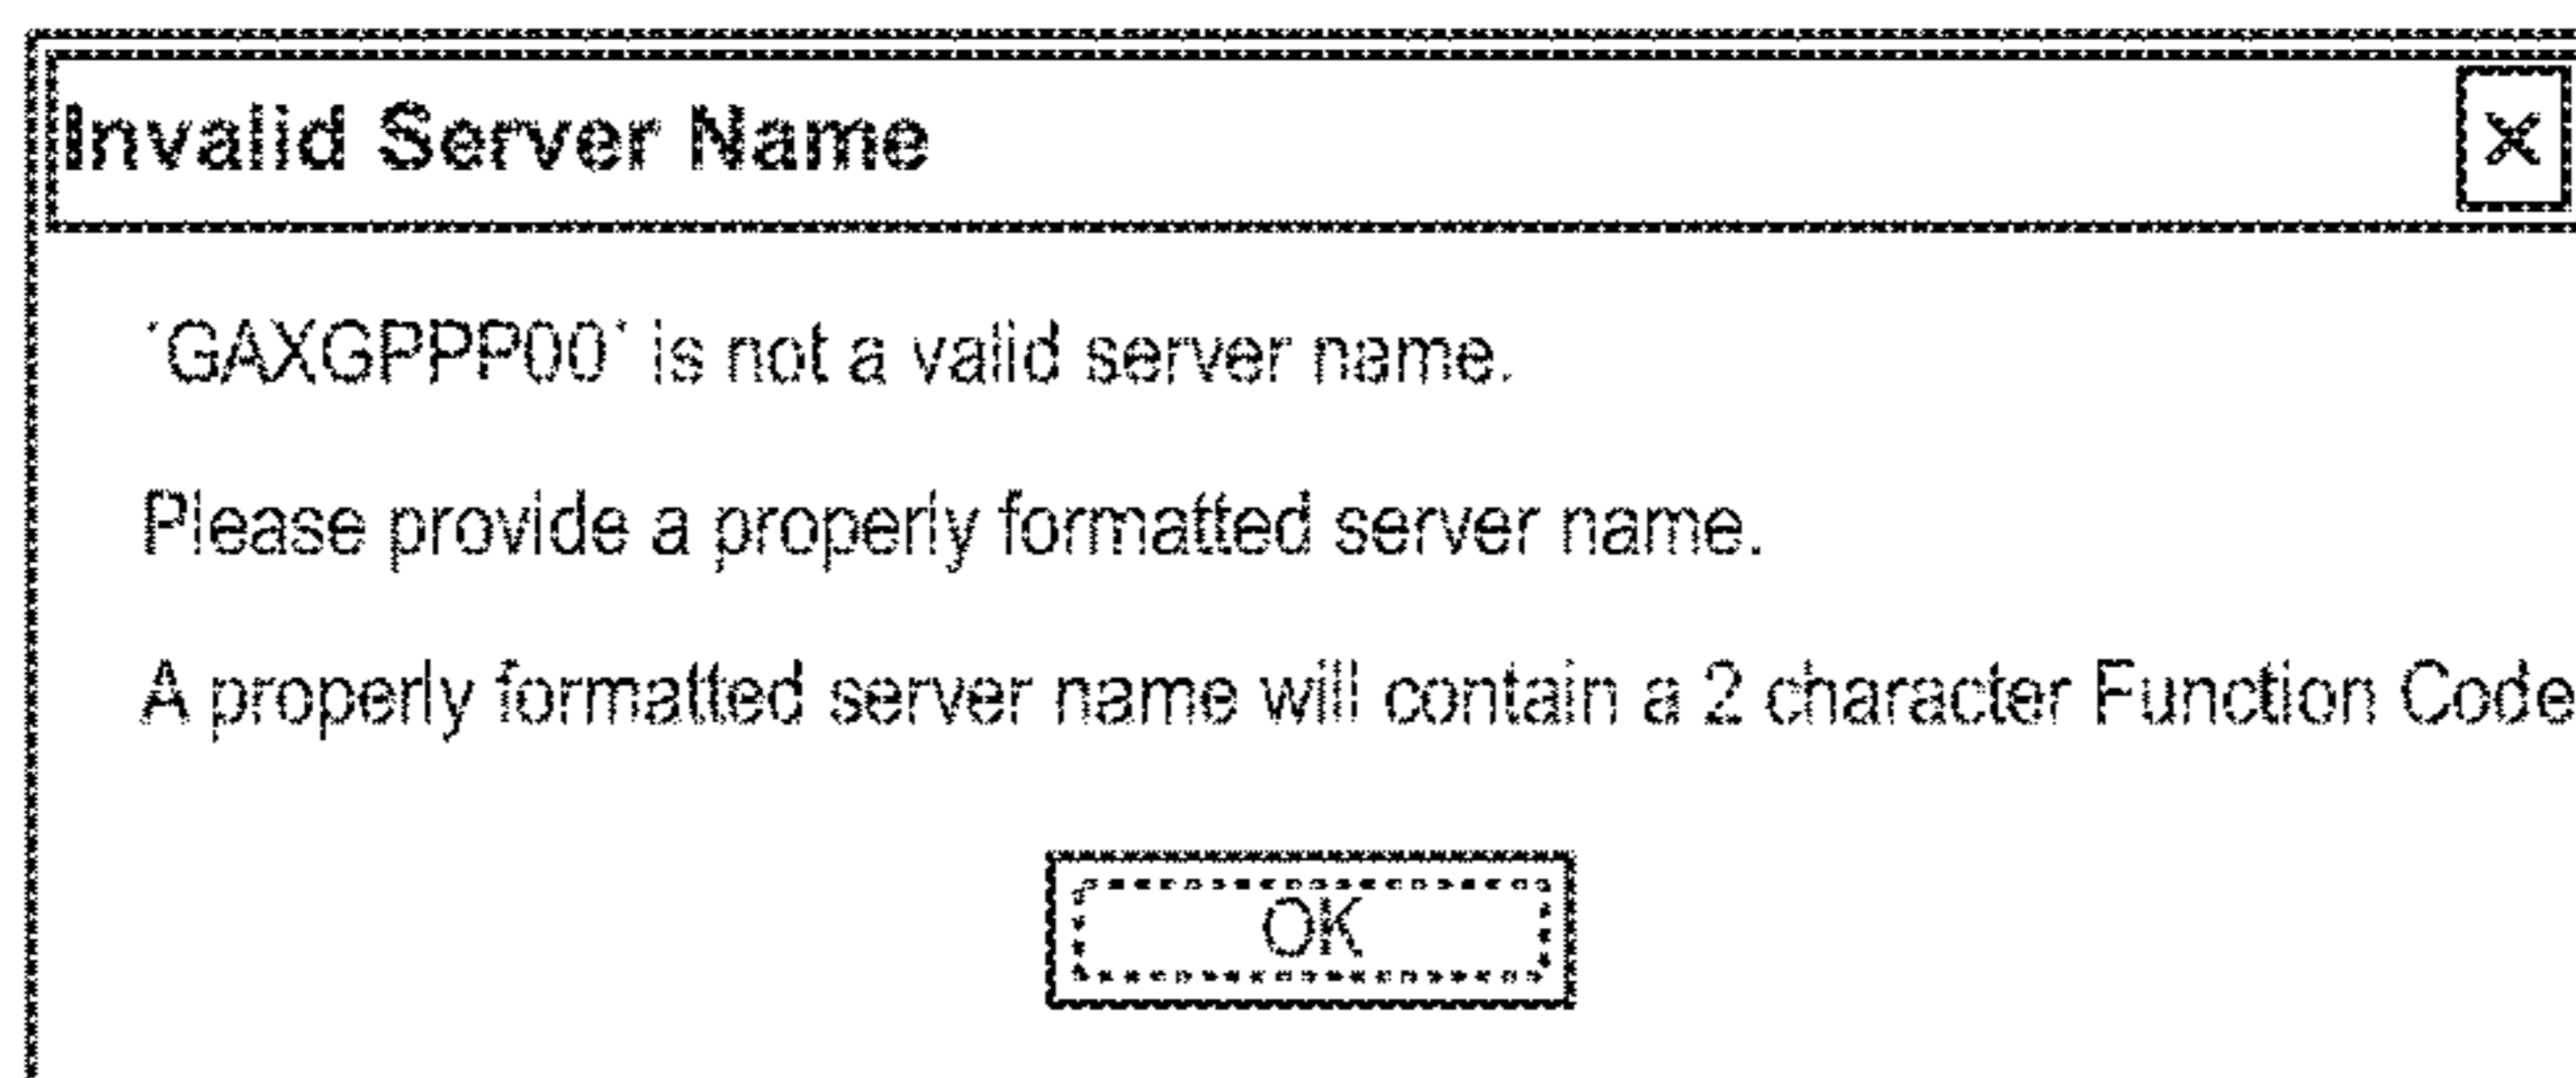 Invalid Server Name
'GAXGPPP00' is not a valid server name.
Please provide a properly formatted server name.
A properly formatted server name will contain a 2 character Function Code
OK